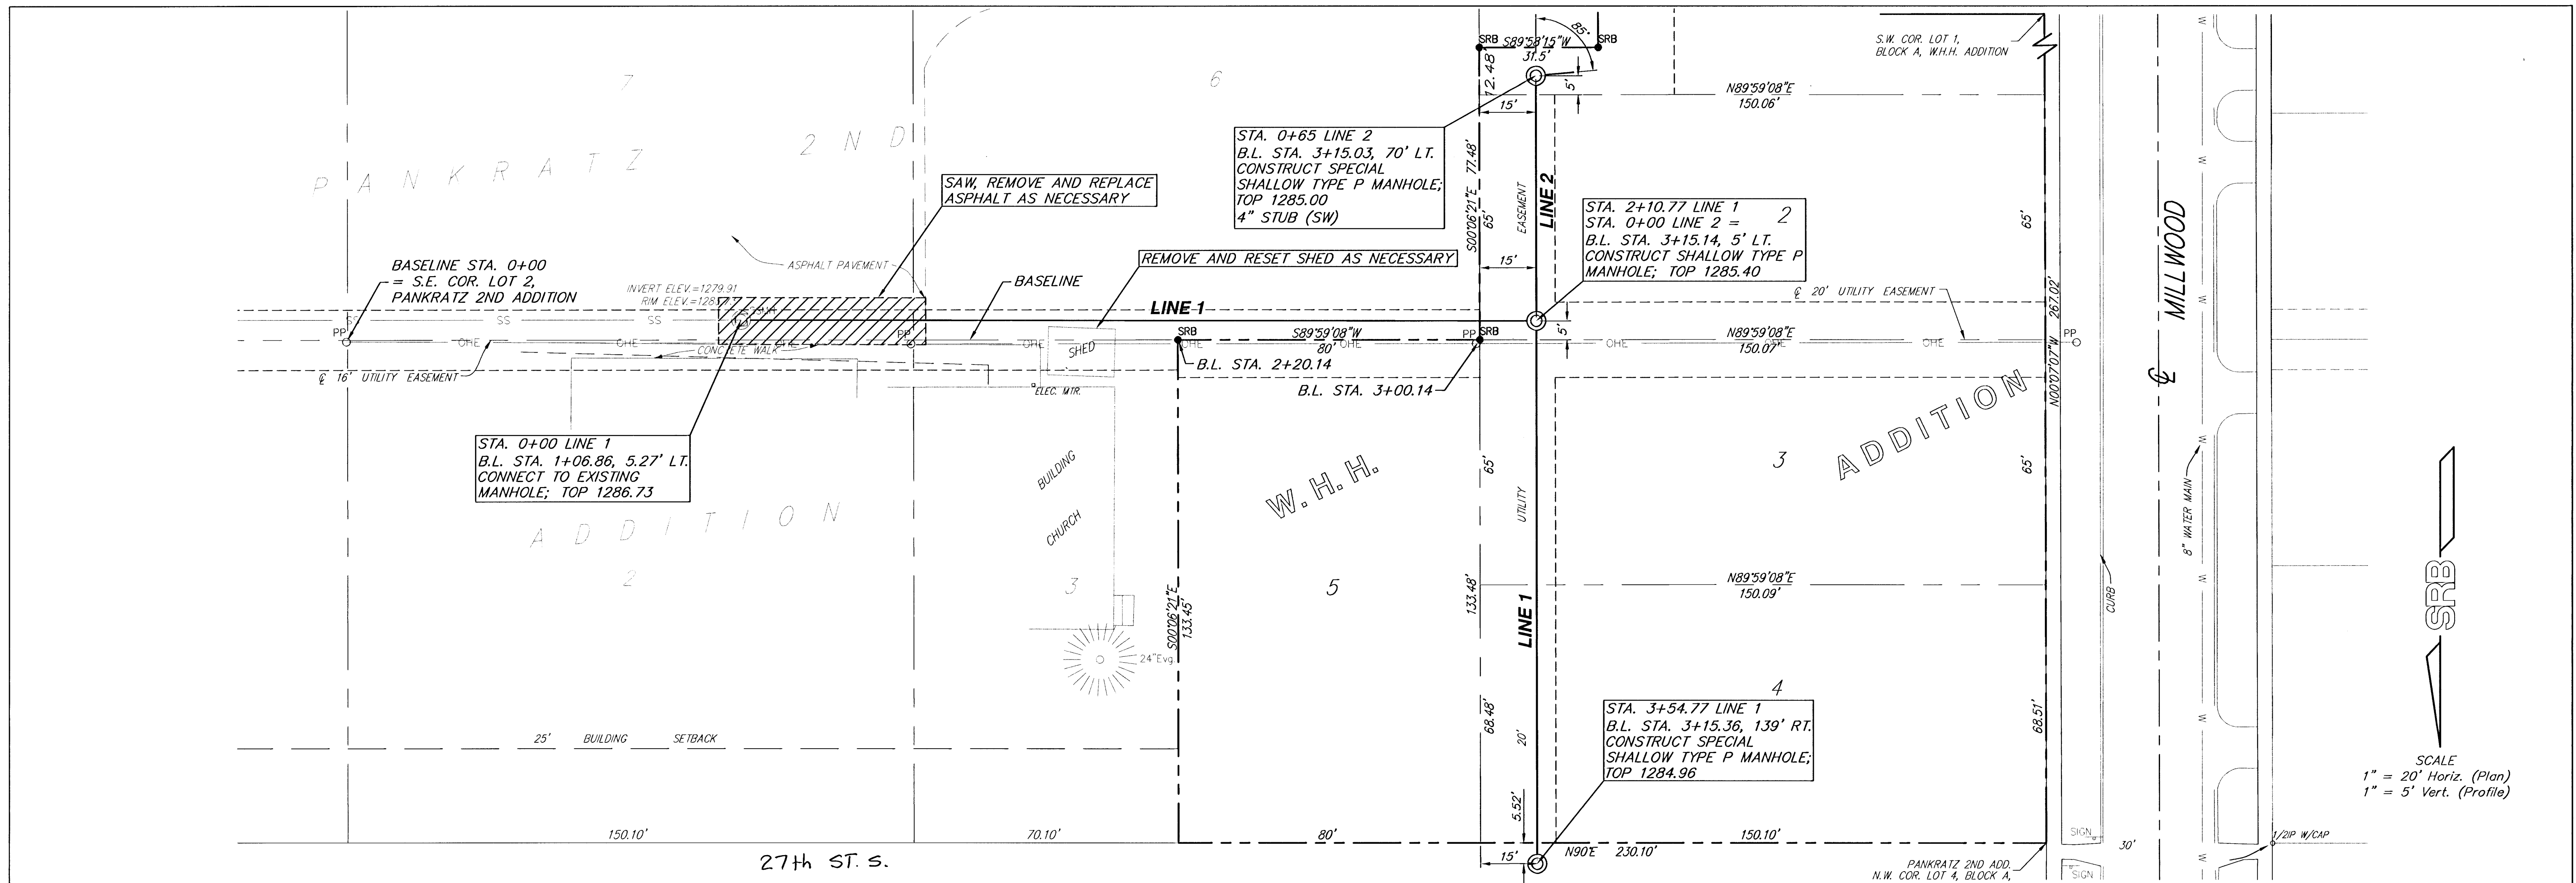 S.W. COR. LOT 1,
BLOCK A, W.H.H. ADDITION
SRB
S89°58'15"W
SRB
31.5'
85°
12.48'
5'
15'
N89°59'08"E
150.06'
7
6
2ND
PANKRATZ
STA. 0+65 LINE 2
B.L. STA. 3+15.03, 70' LT.
CONSTRUCT SPECIAL
SHALLOW TYPE P MANHOLE;
TOP 1285.00
4" STUB (SW)
SAW, REMOVE AND REPLACE
ASPHALT AS NECESSARY
S00°06'21"E 77.48'
65'
EASEMENT
LINE 2
STA. 2+10.77 LINE 1
STA. 0+00 LINE 2 =
B.L. STA. 3+15.14, 5' LT.
CONSTRUCT SHALLOW TYPE P
MANHOLE; TOP 1285.40
2
65'
MILLWOOD
W
BASELINE STA. 0+00
= S.E. COR. LOT 2,
PANKRATZ 2ND ADDITION
ASPHALT PAVEMENT
REMOVE AND RESET SHED AS NECESSARY
15'
BASELINE
INVERT ELEV.=1279.91
RIM ELEV.=1285
LINE 1
℄ 20' UTILITY EASEMENT
267.02'
N00°07'07"W
PP
SS
SS
SS
SSMH
PP
SRB
S89°59'08"W
80'
PP
SRB
5'
N89°59'08"E
150.07'
PP
OHE
OHE
OHE
OHE
OHE
OHE
OHE
OHE
CONCRETE WALK
SHED
B.L. STA. 2+20.14
B.L. STA. 3+00.14
℄ 16' UTILITY EASEMENT
ELEC. MTR.
℄
STA. 0+00 LINE 1
B.L. STA. 1+06.86, 5.27' LT.
CONNECT TO EXISTING
MANHOLE; TOP 1286.73
BUILDING
CHURCH
W.H.H.
ADDITION
3
65'
65'
UTILITY
8" WATER MAIN
ADDITION
2
3
5
S00°06'21"E
133.45'
133.48'
N89°59'08"E
150.09'
LINE 1
CURB
SRB
24"Evg.
4
STA. 3+54.77 LINE 1
B.L. STA. 3+15.36, 139' RT.
CONSTRUCT SPECIAL
SHALLOW TYPE P MANHOLE;
TOP 1284.96
68.48'
20'
68.51'
25' BUILDING SETBACK
SCALE
1" = 20' Horiz. (Plan)
1" = 5' Vert. (Profile)
5.52'
150.10'
70.10'
80'
150.10'
SIGN
30'
1/2IP W/CAP
27th ST. S.
15'
N90°E 230.10'
PANKRATZ 2ND ADD.
N.W. COR. LOT 4, BLOCK A,
SIGN